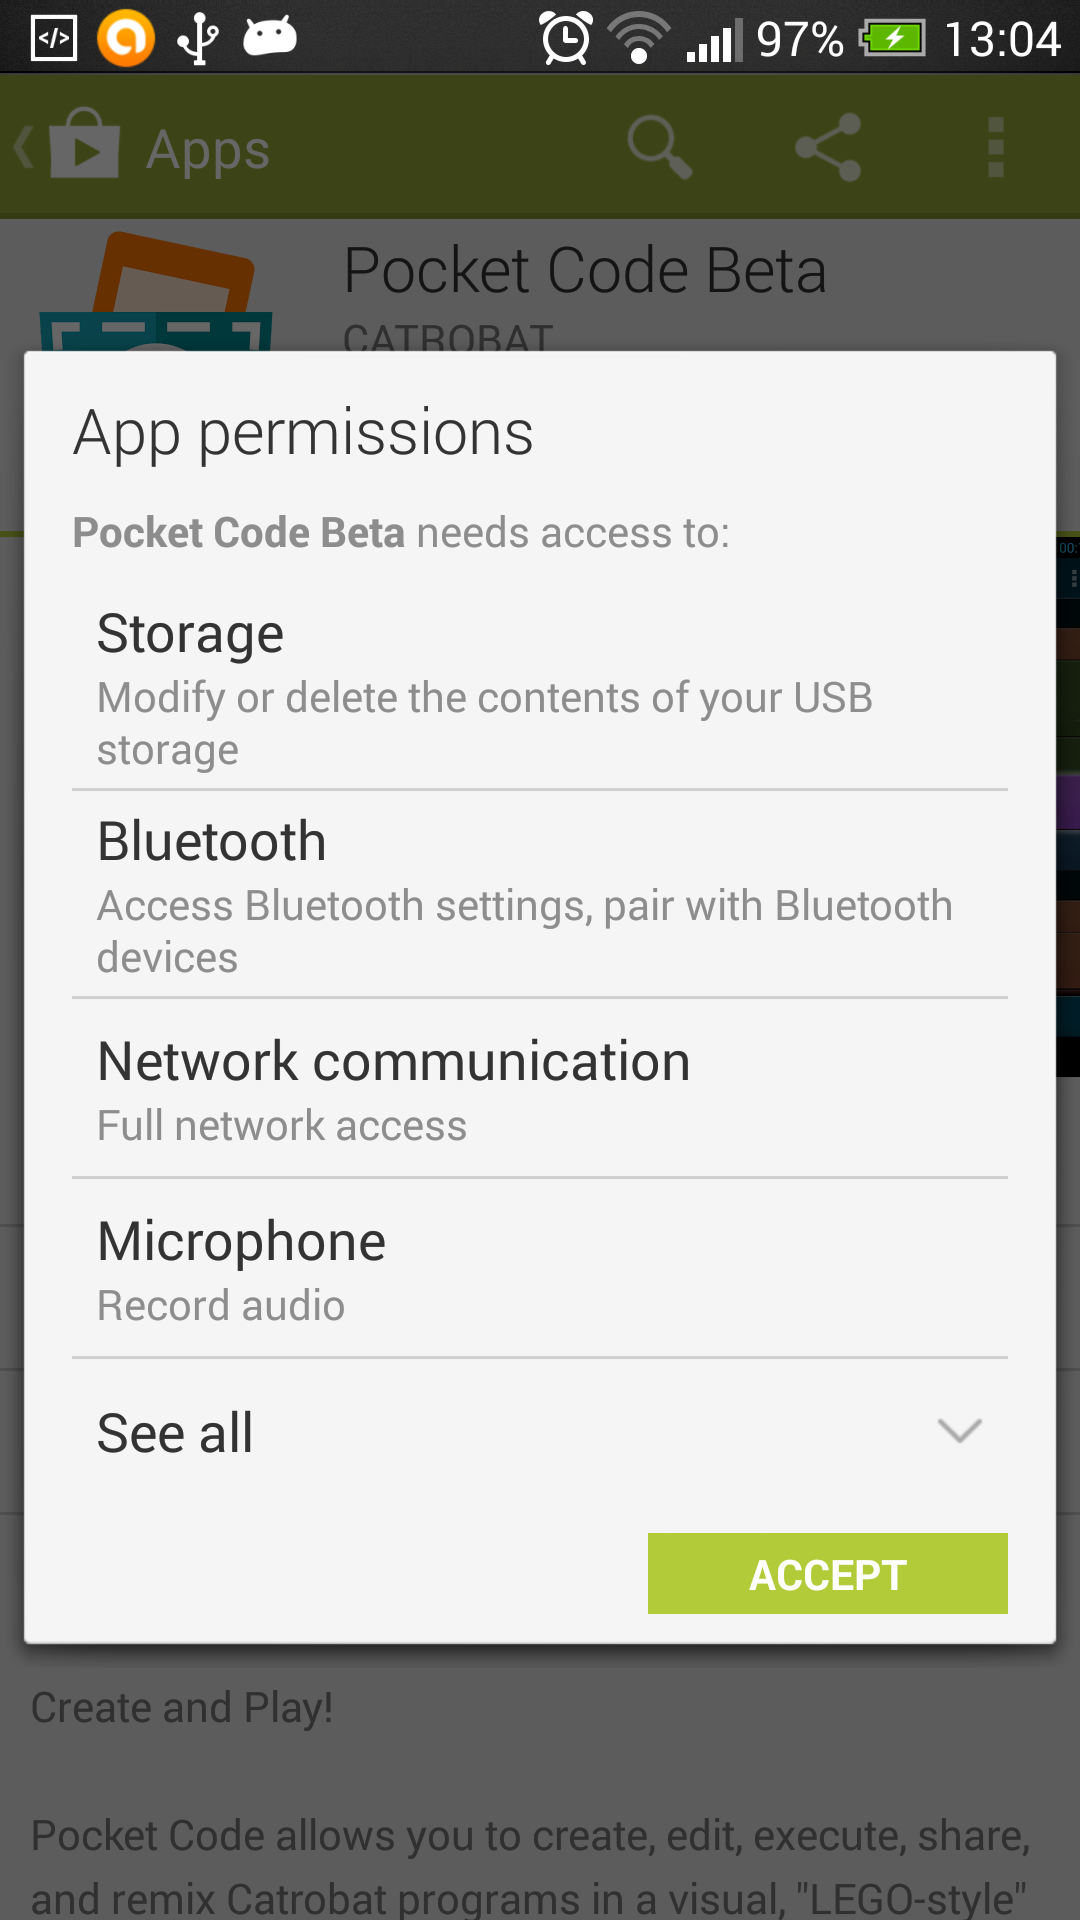 97% 13:04
Apps
Pocket Code Beta
CATROBAT
App permissions
Pocket Code Beta needs access to:
Storage
Modify or delete the contents of your USB
storage
Bluetooth
Access Bluetooth settings, pair with Bluetooth
devices
Network communication
Full network access
Microphone
Record audio
See all
ACCEPT
Create and Play!
Pocket Code allows you to create, edit, execute, share,
and remix Catrobat programs in a visual, "LEGO-style"